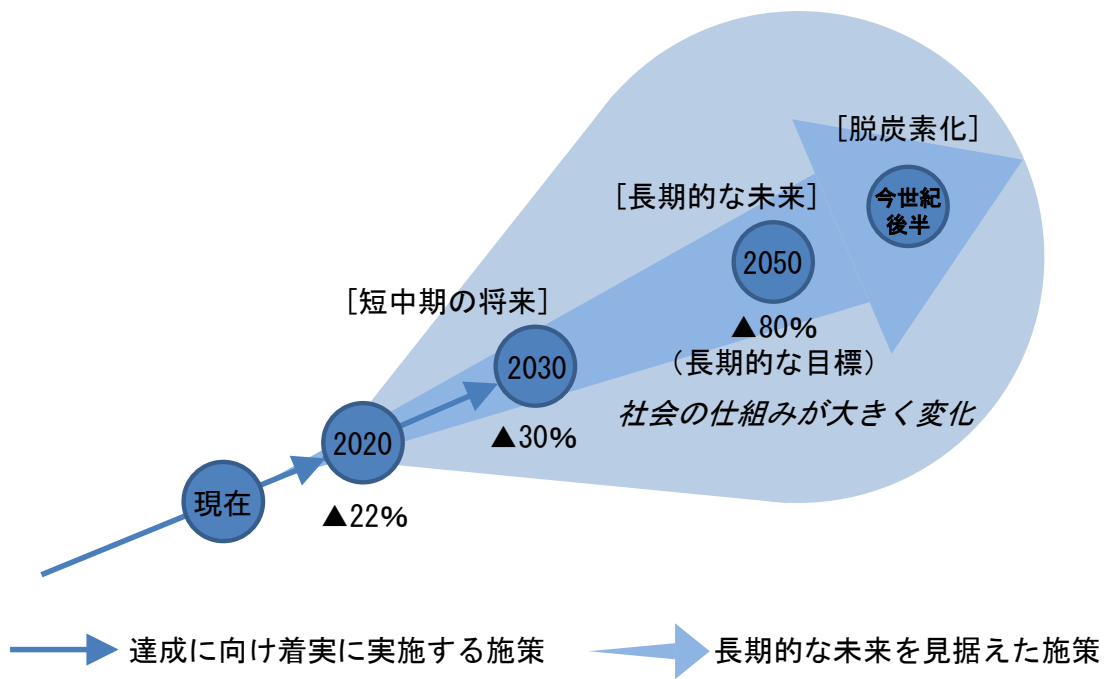 ［脱炭素化］
今世紀
後半
［長期的な未来］
2050
▲80%
（長期的な目標）
社会の仕組みが大きく変化
［短中期の将来］
2030
▲30%
2020
▲22%
現在
達成に向け着実に実施する施策
長期的な未来を見据えた施策